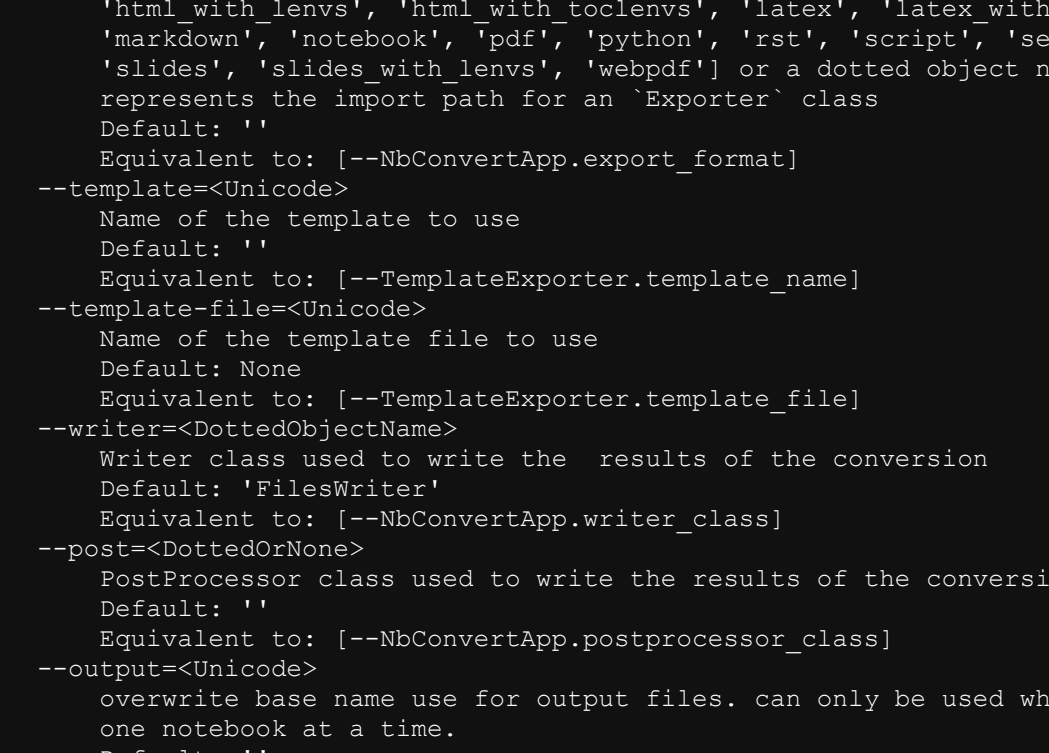 'html_with_lenvs', 'html_with_toclenvs', 'latex', 'latex_with
'markdown', 'notebook', 'pdf', 'python', 'rst', 'script', 'se
'slides', 'slides_with_lenvs', 'webpdf'] or a dotted object n
represents the import path for an `Exporter` class
Default: ''
Equivalent to: [--NbConvertApp.export_format]
--template=<Unicode>
Name of the template to use
Default: ''
Equivalent to: [--TemplateExporter.template_name]
--template-file=<Unicode>
Name of the template file to use
Default: None
Equivalent to: [--TemplateExporter.template_file]
--writer=<DottedObjectName>
Writer class used to write the  results of the conversion
Default: 'FilesWriter'
Equivalent to: [--NbConvertApp.writer_class]
--post=<DottedOrNone>
PostProcessor class used to write the results of the conversi
Default: ''
Equivalent to: [--NbConvertApp.postprocessor_class]
--output=<Unicode>
overwrite base name use for output files. can only be used wh
one notebook at a time.